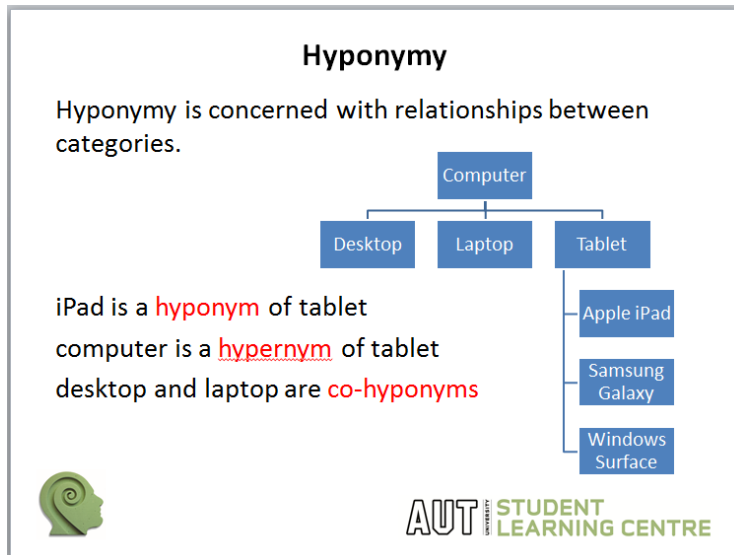 Hyponymy
Hyponymy is concerned with relationships between
categories.
Computer
Desktop
Laptop
Tablet
Apple iPad
Samsung
Galaxy
Windows
Surface
iPad is a hyponym of tablet
computer is a hypernym of tablet
desktop and laptop are co-hyponyms
AUT
UNIVERSITY
STUDENT
LEARNING CENTRE